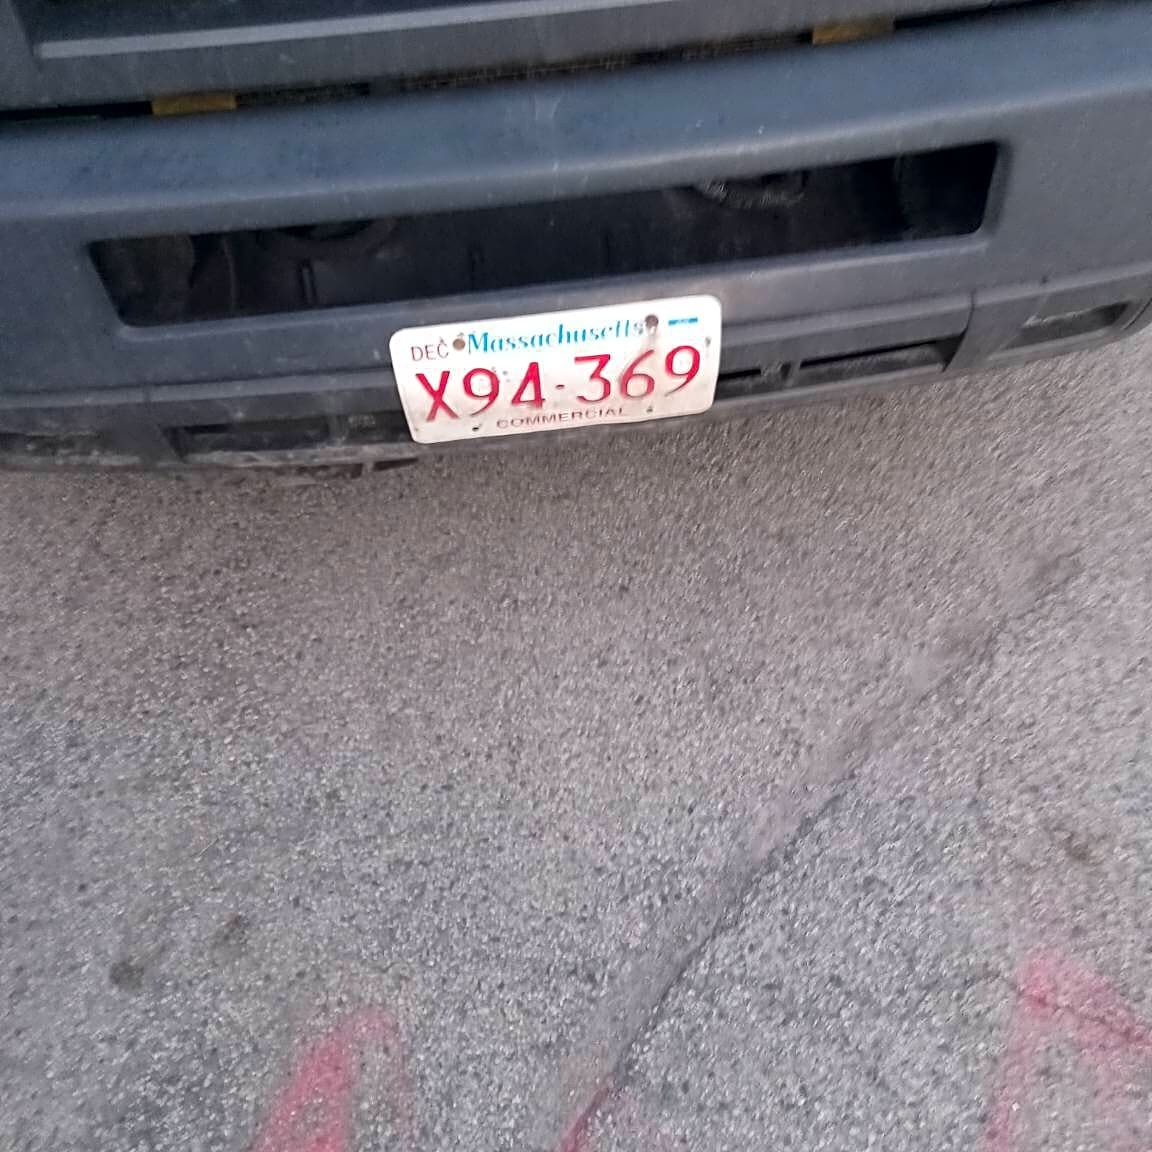 DEC Massachusetts
X94·369
COMMERCIAL